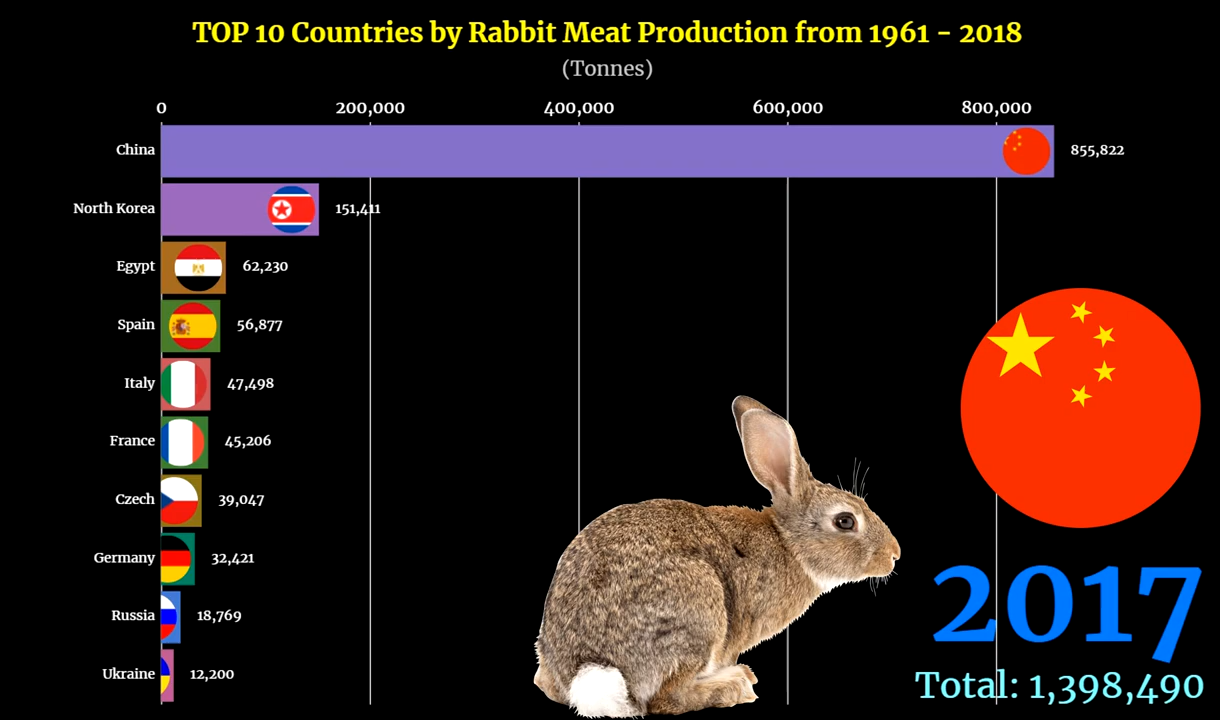 TOP 10 Countries by Rabbit Meat Production from 1961 - 2018
(Tonnes)
0 200,000 400,000 600,000 800,000
China 855,822
North Korea 151,411
Egypt 62,230
Spain 56,877
Italy 47,498
France 45,206
Czech 39,047
Germany 32,421
Russia 18,769
Ukraine 12,200
2017
Total: 1,398,490